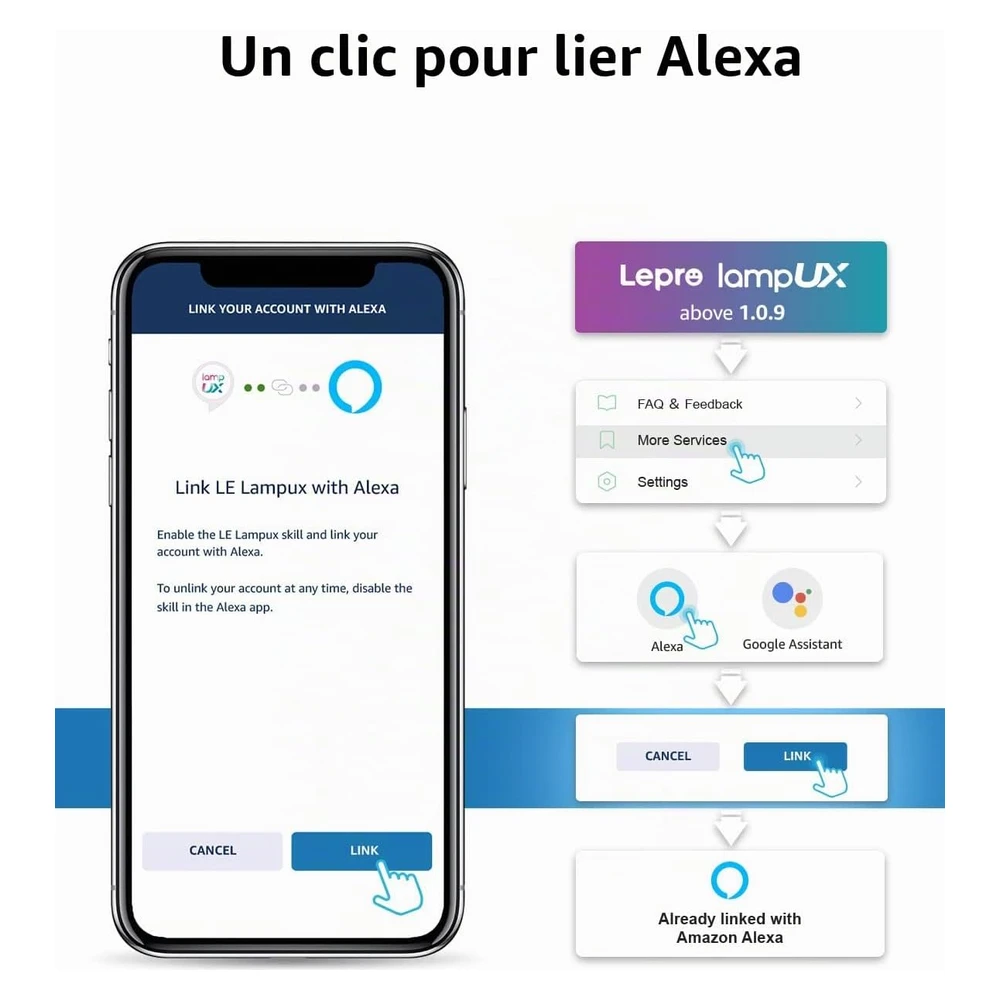 Un clic pour lier Alexa
LINK YOUR ACCOUNT WITH ALEXA
lamp
UX
Link LE Lampux with Alexa
Enable the LE Lampux skill and link your
account with Alexa.
To unlink your account at any time, disable the
skill in the Alexa app.
CANCEL
LINK
Lepro lampUX
above 1.0.9
FAQ & Feedback
More Services
Settings
Alexa
Google Assistant
CANCEL
LINK
Already linked with
Amazon Alexa